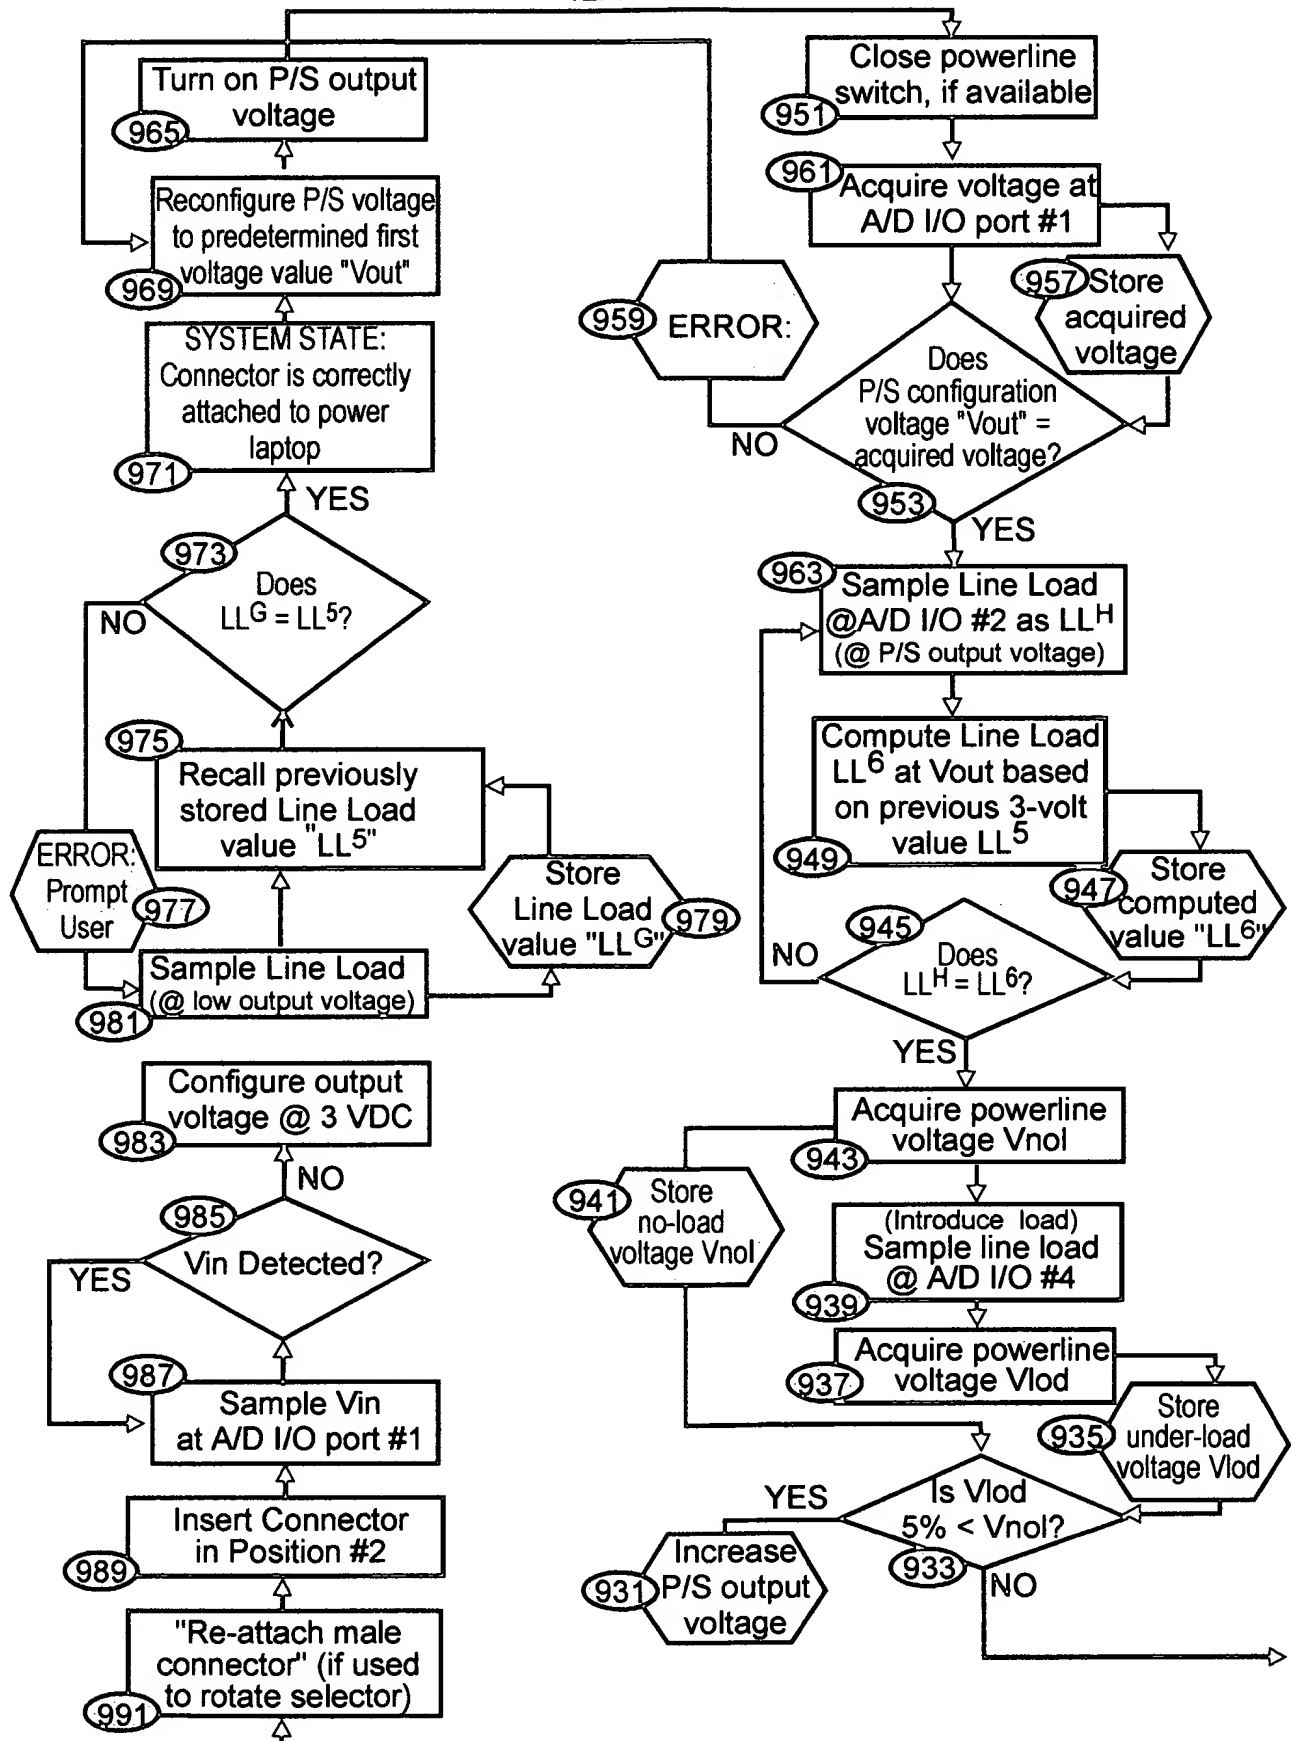 Turn on P/S output
voltage
965
Reconfigure P/S voltage
to predetermined first
voltage value "Vout"
969
SYSTEM STATE:
Connector is correctly
attached to power
laptop
971
YES
973
Does
LLG = LL5?
NO
975
Recall previously
stored Line Load
value "LL5"
ERROR:
Prompt
User
977
Store
Line Load
value "LLG"
979
Sample Line Load
(@ low output voltage)
981
Configure output
voltage @ 3 VDC
983
NO
985
Vin Detected?
YES
987
Sample Vin
at A/D I/O port #1
Insert Connector
in Position #2
989
"Re-attach male
connector" (if used
to rotate selector)
991
Close powerline
switch, if available
951
961
Acquire voltage at
A/D I/O port #1
957
Store
acquired
voltage
959
ERROR:
Does
P/S configuration
voltage "Vout" =
acquired voltage?
NO
953
YES
963
Sample Line Load
@A/D I/O #2 as LLH
(@ P/S output voltage)
Compute Line Load
LL6 at Vout based
on previous 3-volt
value LL5
949
947
Store
computed
value "LL6"
945
Does
LLH = LL6?
NO
YES
Acquire powerline
voltage Vnol
943
941
Store
no-load
voltage Vnol
(Introduce load)
Sample line load
@ A/D I/O #4
939
Acquire powerline
voltage Vlod
937
Store
under-load
voltage Vlod
935
Is Vlod
5% < Vnol?
933
YES
Increase
P/S output
voltage
931
NO